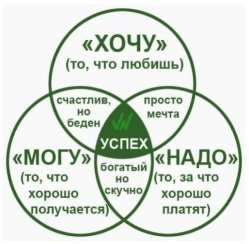 «ХОЧУ»
(то, что любишь)
счастлив,
но
беден
просто
мечта
УСПЕХ
«МОГУ»
(то, что
хорошо
получается)
богатый
но
скучно
«НАДО»
(то, за что
хорошо
платят)